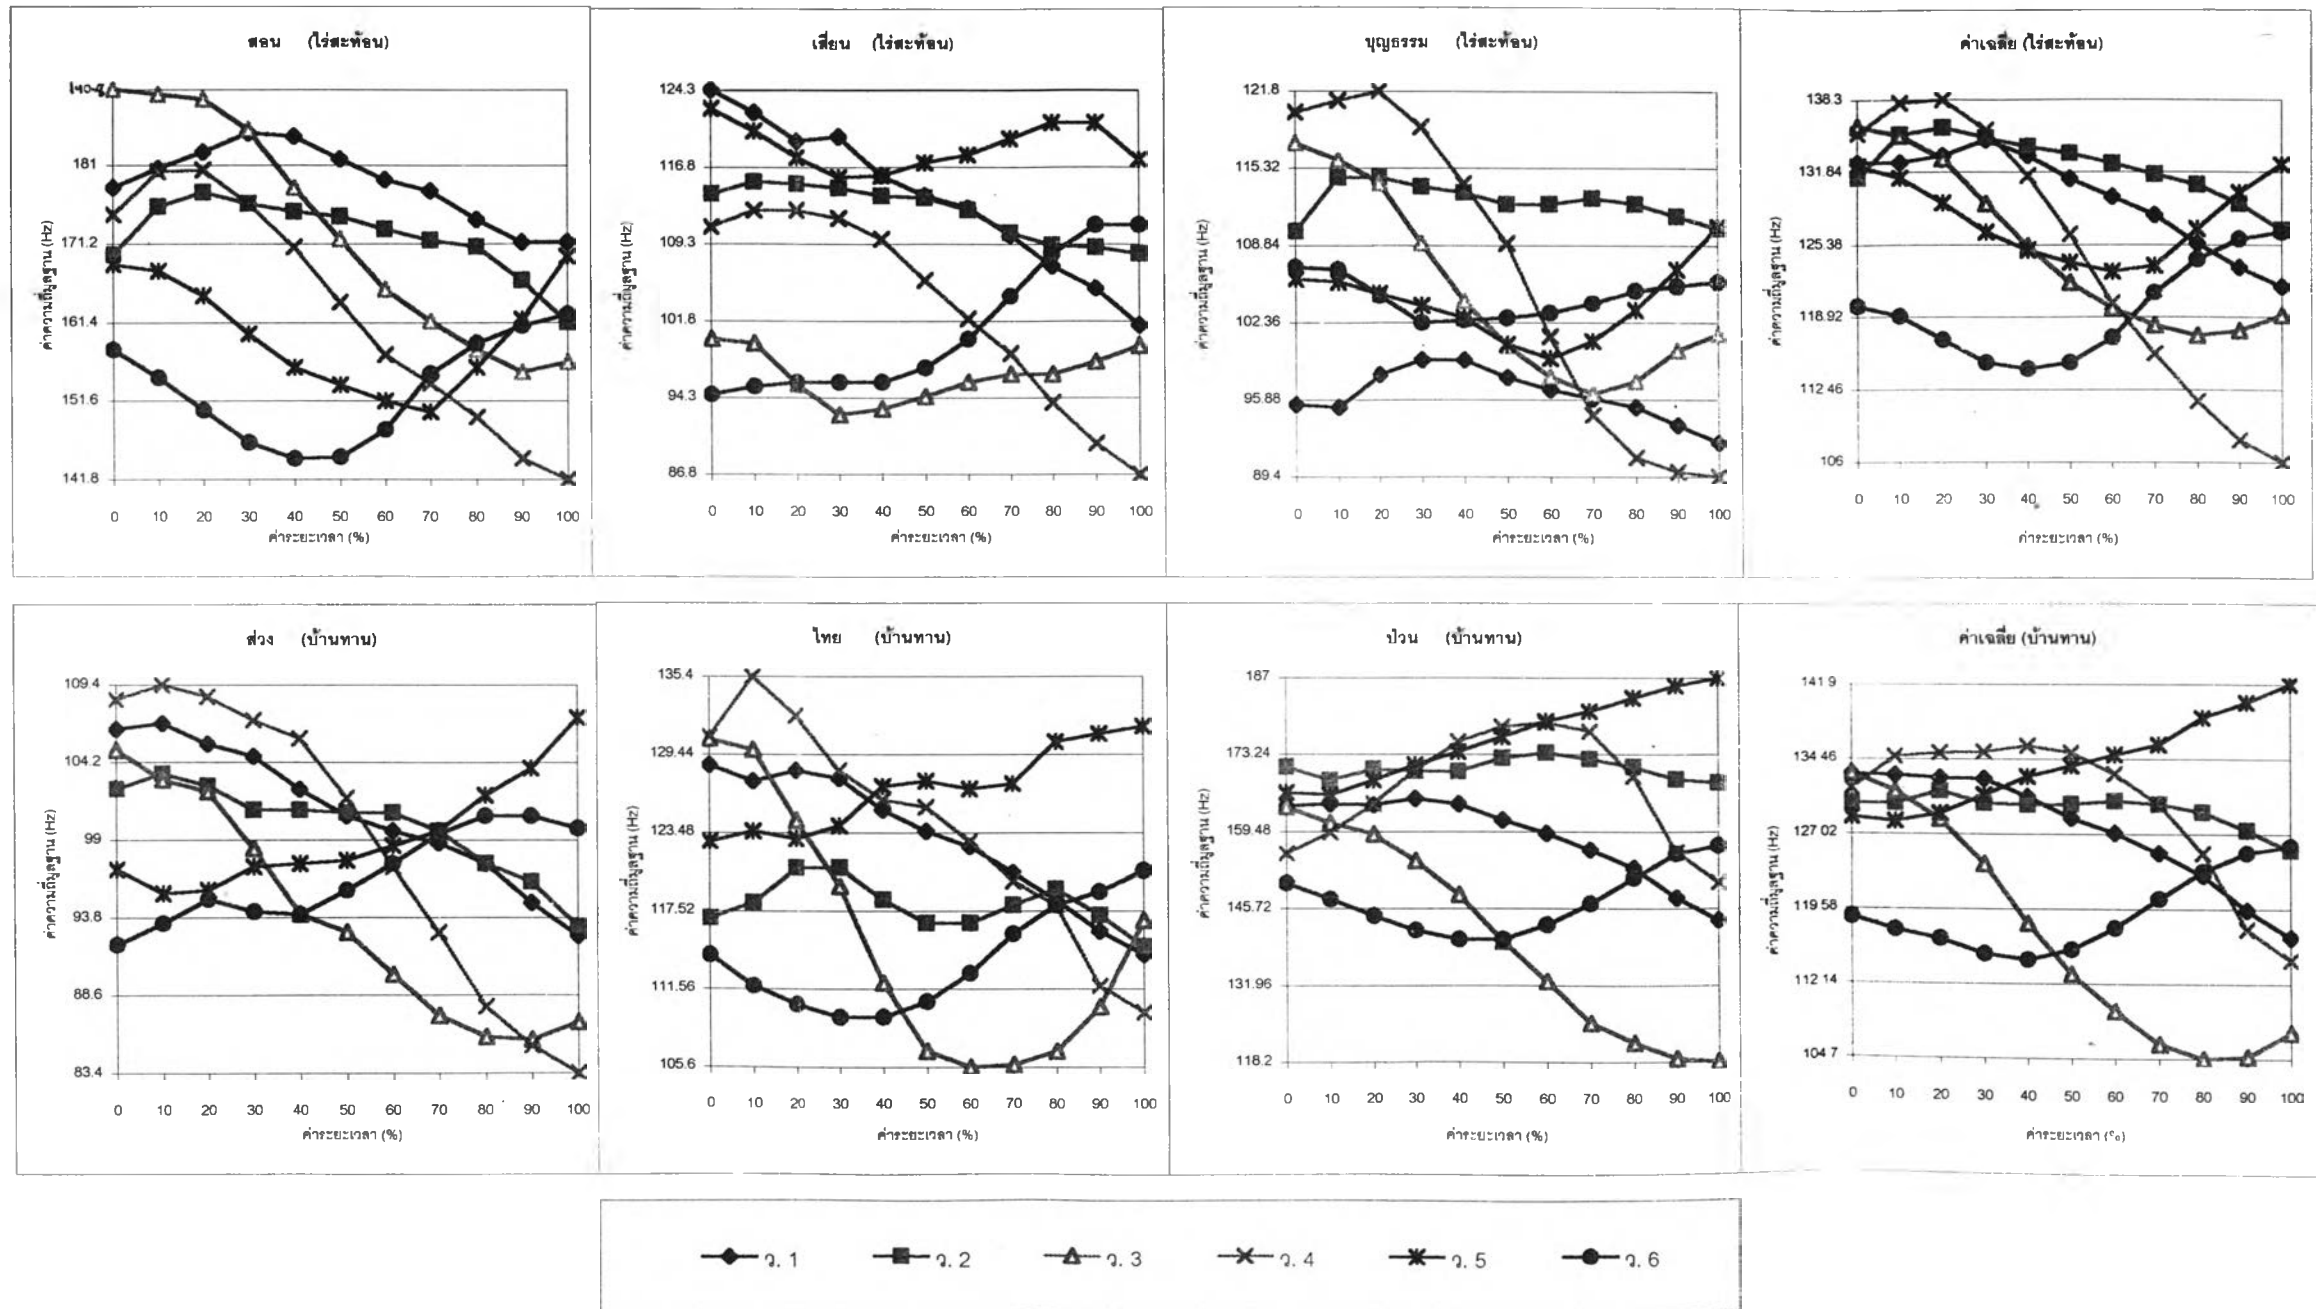 สอน (ไร่สะท้อน)
181
171.2
161.4
151.6
141.8
0 10 20 30 40 50 60 70 80 90 100
ค่าความถี่มูลฐาน (Hz)
ค่าระยะเวลา (%)
เสี่ยน (ไร่สะท้อน)
124.3
116.8
109.3
101.8
94.3
86.8
0 10 20 30 40 50 60 70 80 90 100
ค่าความถี่มูลฐาน (Hz)
ค่าระยะเวลา (%)
บุญธรรม (ไร่สะท้อน)
121.8
115.32
108.84
102.36
95.88
89.4
0 10 20 30 40 50 60 70 80 90 100
ค่าความถี่มูลฐาน (Hz)
ค่าระยะเวลา (%)
ค่าเฉลี่ย (ไร่สะท้อน)
138.3
131.84
125.38
118.92
112.46
106
0 10 20 30 40 50 60 70 80 90 100
ค่าความถี่มูลฐาน (Hz)
ค่าระยะเวลา (%)
ส่วง (บ้านทาน)
109.4
104.2
99
93.8
88.6
83.4
0 10 20 30 40 50 60 70 80 90 100
ค่าความถี่มูลฐาน (Hz)
ค่าระยะเวลา (%)
ไทย (บ้านทาน)
135.4
129.44
123.48
117.52
111.56
105.6
0 10 20 30 40 50 60 70 80 90 100
ค่าความถี่มูลฐาน (Hz)
ค่าระยะเวลา (%)
ป่วน (บ้านทาน)
187
173.24
159.48
145.72
131.96
118.2
0 10 20 30 40 50 60 70 80 90 100
ค่าความถี่มูลฐาน (Hz)
ค่าระยะเวลา (%)
ค่าเฉลี่ย (บ้านทาน)
141.9
134.46
127.02
119.58
112.14
104.7
0 10 20 30 40 50 60 70 80 90 100
ค่าความถี่มูลฐาน (Hz)
ค่าระยะเวลา (%)
ว. 1 ว. 2 ว. 3 ว. 4 ว. 5 ว. 6